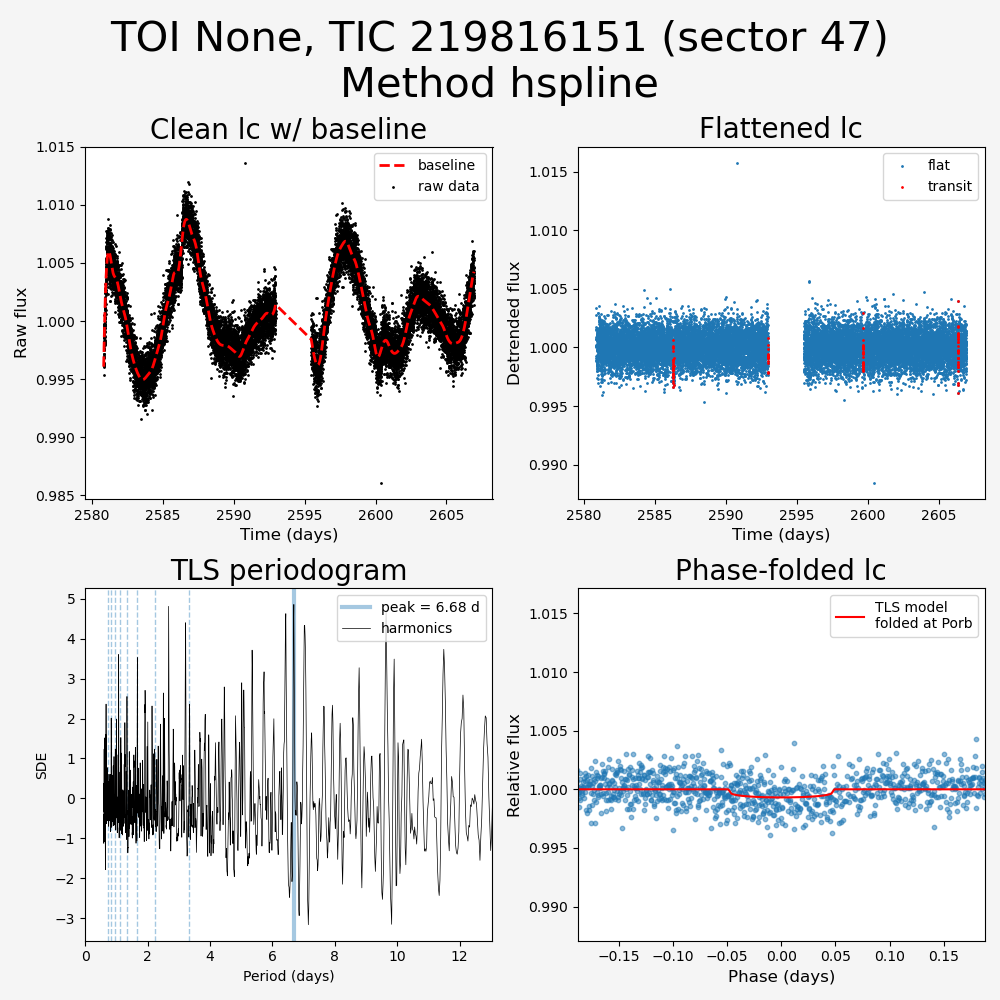 TOI None, TIC 219816151 (sector 47)
Method hspline
Clean lc w/ baseline
Flattened lc
1.015
1.010
1.005
1.000
0.995
0.990
0.985
Raw flux
baseline
raw data
2580
2585
2590
2595
2600
2605
Time (days)
1.015
1.010
1.005
1.000
0.995
0.990
Detrended flux
flat
transit
2580
2585
2590
2595
2600
2605
Time (days)
TLS periodogram
Phase-folded lc
5
4
3
2
1
0
−1
−2
−3
SDE
peak = 6.68 d
harmonics
0
2
4
6
8
10
12
Period (days)
1.015
1.010
1.005
1.000
0.995
0.990
Relative flux
TLS model
folded at Porb
−0.15
−0.10
−0.05
0.00
0.05
0.10
0.15
Phase (days)